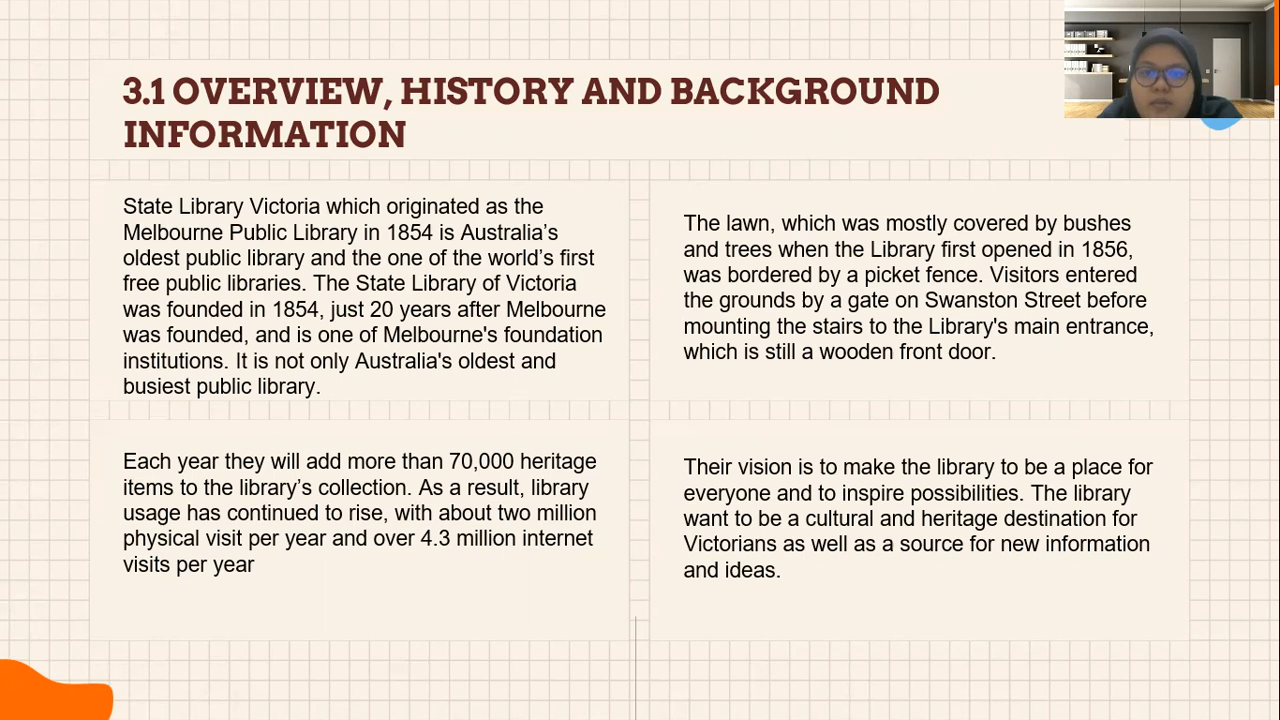 3.1 OVERVIEW, HISTORY AND BACKGROUND
INFORMATION
State Library Victoria which originated as the
Melbourne Public Library in 1854 is Australia’s
oldest public library and the one of the world’s first
free public libraries. The State Library of Victoria
was founded in 1854, just 20 years after Melbourne
was founded, and is one of Melbourne's foundation
institutions. It is not only Australia's oldest and
busiest public library.
The lawn, which was mostly covered by bushes
and trees when the Library first opened in 1856,
was bordered by a picket fence. Visitors entered
the grounds by a gate on Swanston Street before
mounting the stairs to the Library's main entrance,
which is still a wooden front door.
Each year they will add more than 70,000 heritage
items to the library’s collection. As a result, library
usage has continued to rise, with about two million
physical visit per year and over 4.3 million internet
visits per year
Their vision is to make the library to be a place for
everyone and to inspire possibilities. The library
want to be a cultural and heritage destination for
Victorians as well as a source for new information
and ideas.